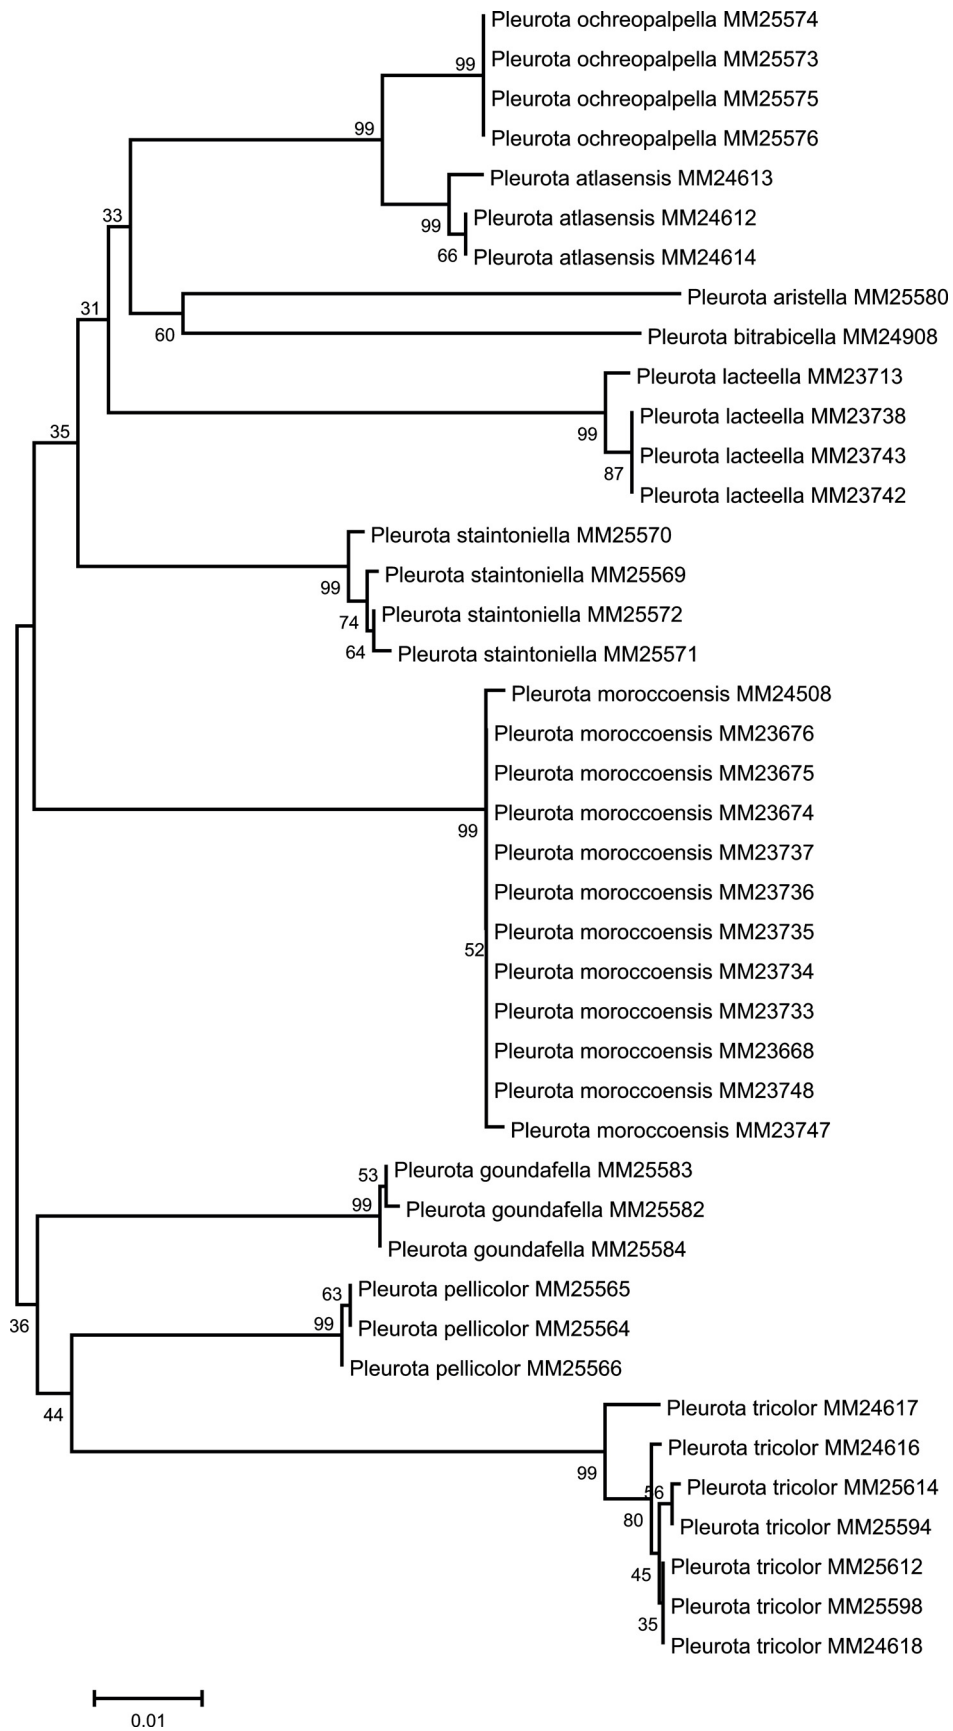 Pleurota ochreopalpella MM25574
99 Pleurota ochreopalpella MM25573
Pleurota ochreopalpella MM25575
99
Pleurota ochreopalpella MM25576
Pleurota atlasensis MM24613
33 99 Pleurota atlasensis MM24612
66 Pleurota atlasensis MM24614
Pleurota aristella MM25580
31
60 Pleurota bitrabicella MM24908
Pleurota lacteella MM23713
Pleurota lacteella MM23738
35 99
Pleurota lacteella MM23743
87
Pleurota lacteella MM23742
Pleurota staintoniella MM25570
Pleurota staintoniella MM25569
99
Pleurota staintoniella MM25572
74
64 Pleurota staintoniella MM25571
Pleurota moroccoensis MM24508
Pleurota moroccoensis MM23676
Pleurota moroccoensis MM23675
Pleurota moroccoensis MM23674
99
Pleurota moroccoensis MM23737
Pleurota moroccoensis MM23736
Pleurota moroccoensis MM23735
52
Pleurota moroccoensis MM23734
Pleurota moroccoensis MM23733
Pleurota moroccoensis MM23668
Pleurota moroccoensis MM23748
Pleurota moroccoensis MM23747
53 Pleurota goundafella MM25583
99 Pleurota goundafella MM25582
Pleurota goundafella MM25584
63 Pleurota pellicolor MM25565
99 Pleurota pellicolor MM25564
36
Pleurota pellicolor MM25566
44 Pleurota tricolor MM24617
Pleurota tricolor MM24616
99
56 Pleurota tricolor MM25614
80 Pleurota tricolor MM25594
45 Pleurota tricolor MM25612
Pleurota tricolor MM25598
35
Pleurota tricolor MM24618
0.01